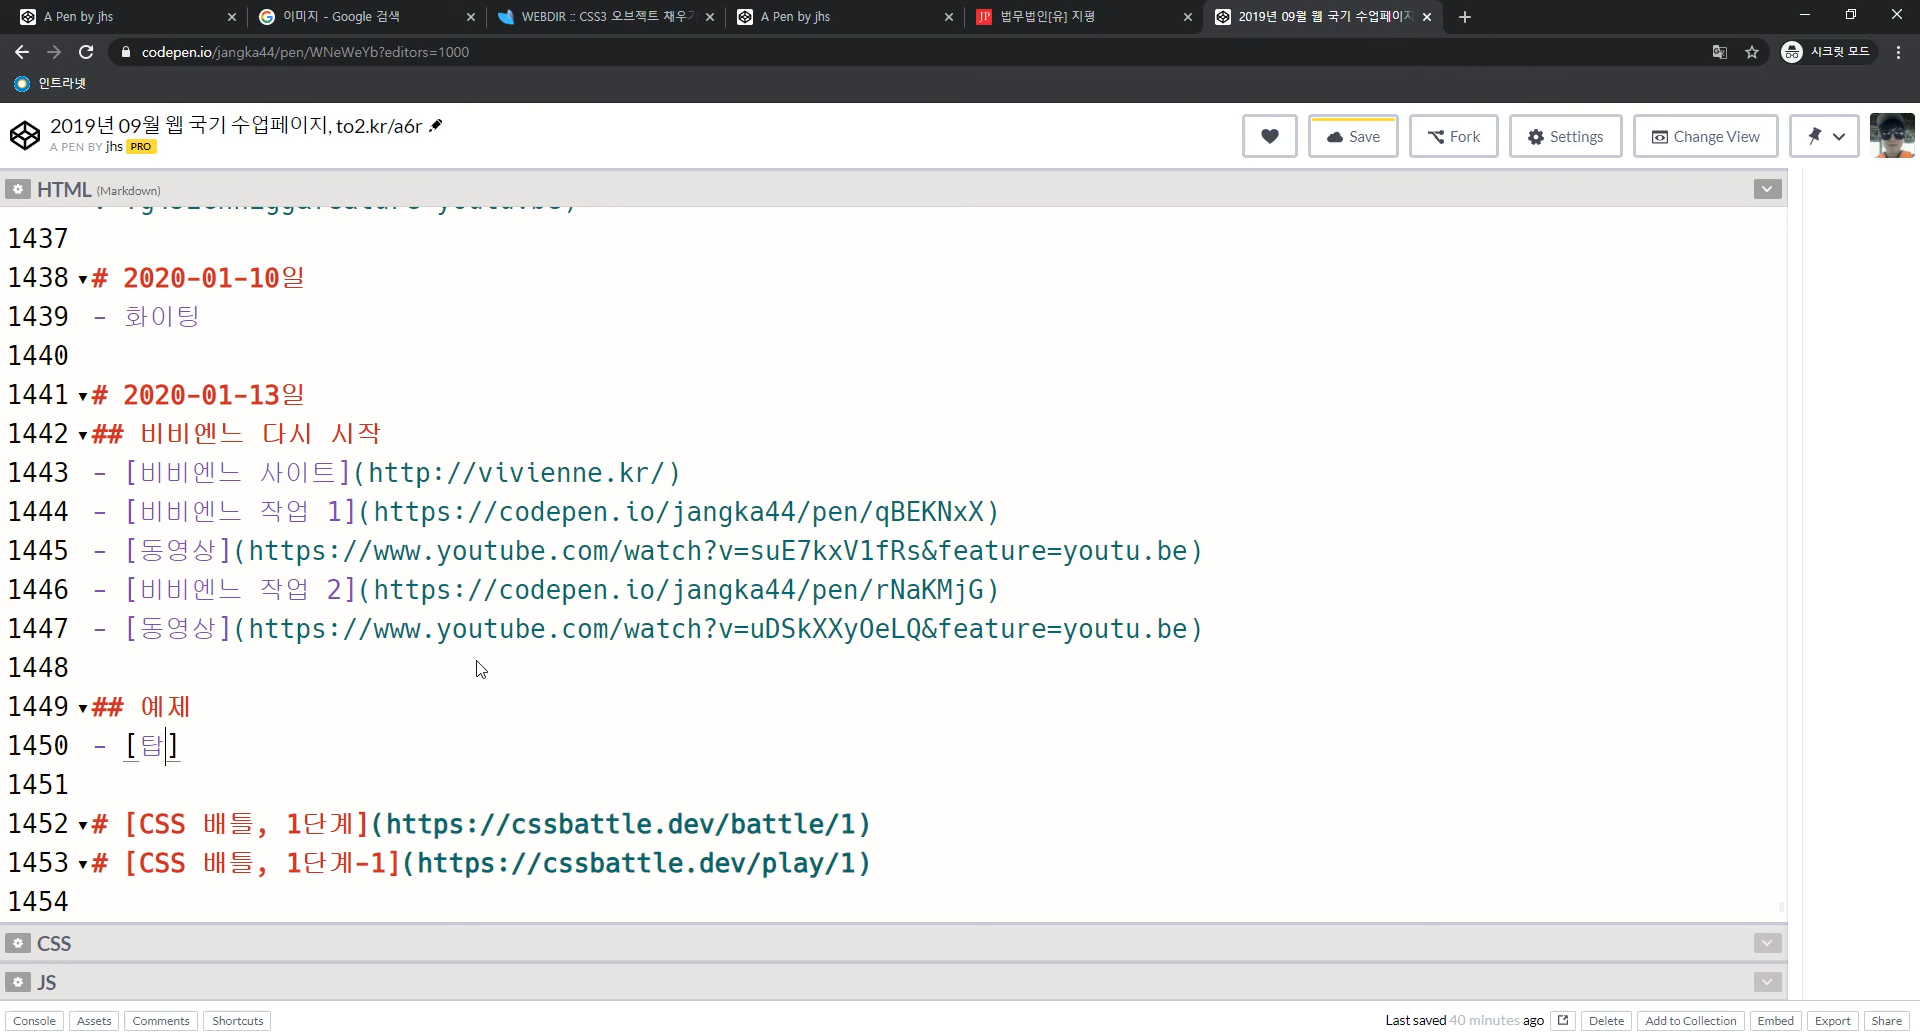 A Pen by jhs
이미지 - Google 검색
WEBDIR :: CSS3 오브젝트 채우기
A Pen by jhs
JP 법무법인[유] 지평
2019년 09월 웹 국기 수업페이지
codepen.io/jangka44/pen/WNeWeYb?editors=1000
시크릿 모드
인트라넷
2019년 09월 웹 국기 수업페이지, to2.kr/a6r
A PEN BY jhs PRO
Save
Fork
Settings
Change View
HTML (Markdown)
1437
1438 # 2020-01-10일
1439 - 화이팅
1440
1441 # 2020-01-13일
1442 ## 비비엔느 다시 시작
1443 - [비비엔느 사이트](http://vivienne.kr/)
1444 - [비비엔느 작업 1](https://codepen.io/jangka44/pen/qBEKNxX)
1445 - [동영상](https://www.youtube.com/watch?v=suE7kxV1fRs&feature=youtu.be)
1446 - [비비엔느 작업 2](https://codepen.io/jangka44/pen/rNaKMjG)
1447 - [동영상](https://www.youtube.com/watch?v=uDSkXXyOeLQ&feature=youtu.be)
1448
1449 ## 예제
1450 - [탑]
1451
1452 # [CSS 배틀, 1단계](https://cssbattle.dev/battle/1)
1453 # [CSS 배틀, 1단계-1](https://cssbattle.dev/play/1)
1454
CSS
JS
Console
Assets
Comments
Shortcuts
Last saved 40 minutes ago
Delete
Add to Collection
Embed
Export
Share